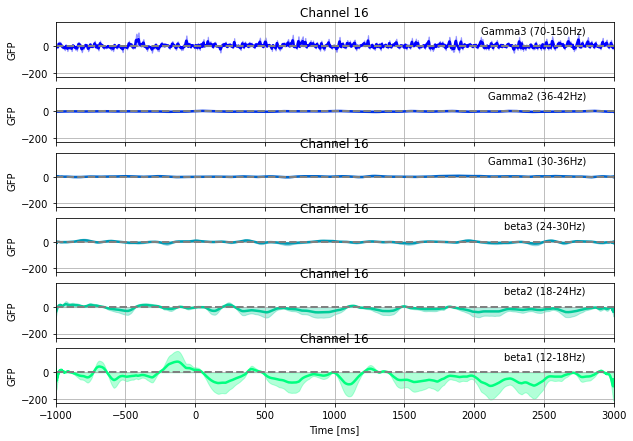 Channel 16
Gamma3 (70-150Hz)
GFP
0
−200
Channel 16
Gamma2 (36-42Hz)
GFP
0
−200
Channel 16
Gamma1 (30-36Hz)
GFP
0
−200
Channel 16
beta3 (24-30Hz)
GFP
0
−200
Channel 16
beta2 (18-24Hz)
GFP
0
−200
Channel 16
beta1 (12-18Hz)
GFP
0
−200
−1000 −500 0 500 1000 1500 2000 2500 3000
Time [ms]